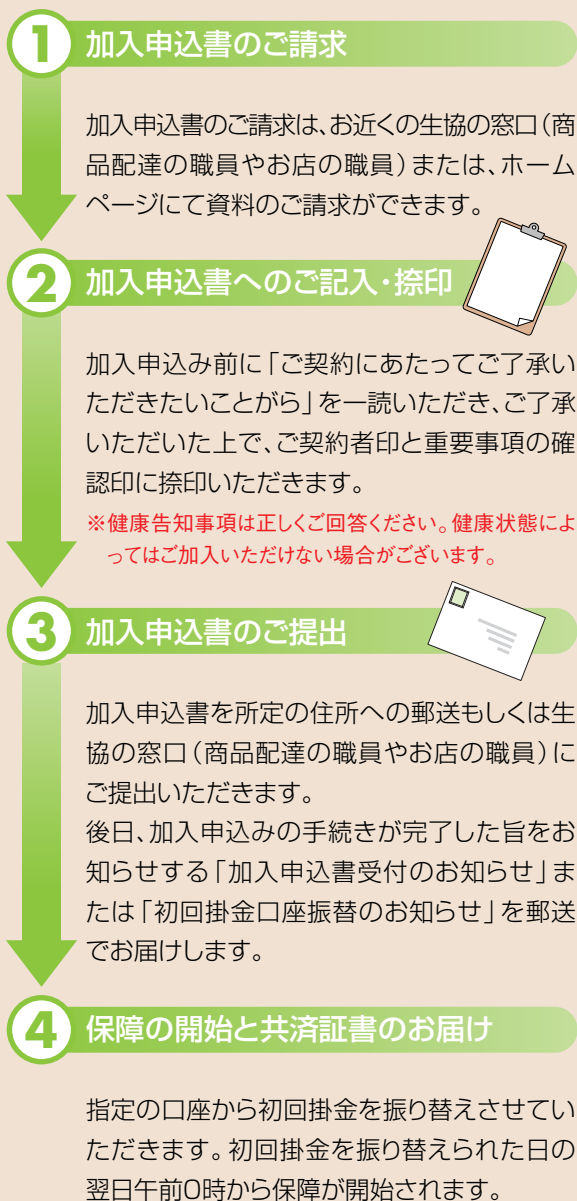 1 加入申込書のご請求
加入申込書のご請求は、お近くの生協の窓口（商
品配達の職員やお店の職員）または、ホーム
ページにて資料のご請求ができます。
2 加入申込書へのご記入・捺印
加入申込み前に「ご契約にあたってご了承い
ただきたいことがら」を一読いただき、ご了承
いただいた上で、ご契約者印と重要事項の確
認印に捺印いただきます。
※健康告知事項は正しくご回答ください。健康状態によ
ってはご加入いただけない場合がございます。
3 加入申込書のご提出
加入申込書を所定の住所への郵送もしくは生
協の窓口（商品配達の職員やお店の職員）に
ご提出いただきます。
後日、加入申込みの手続きが完了した旨をお
知らせする「加入申込書受付のお知らせ」ま
たは「初回掛金口座振替のお知らせ」を郵送
でお届けします。
4 保障の開始と共済証書のお届け
指定の口座から初回掛金を振り替えさせてい
ただきます。初回掛金を振り替えられた日の
翌日午前0時から保障が開始されます。